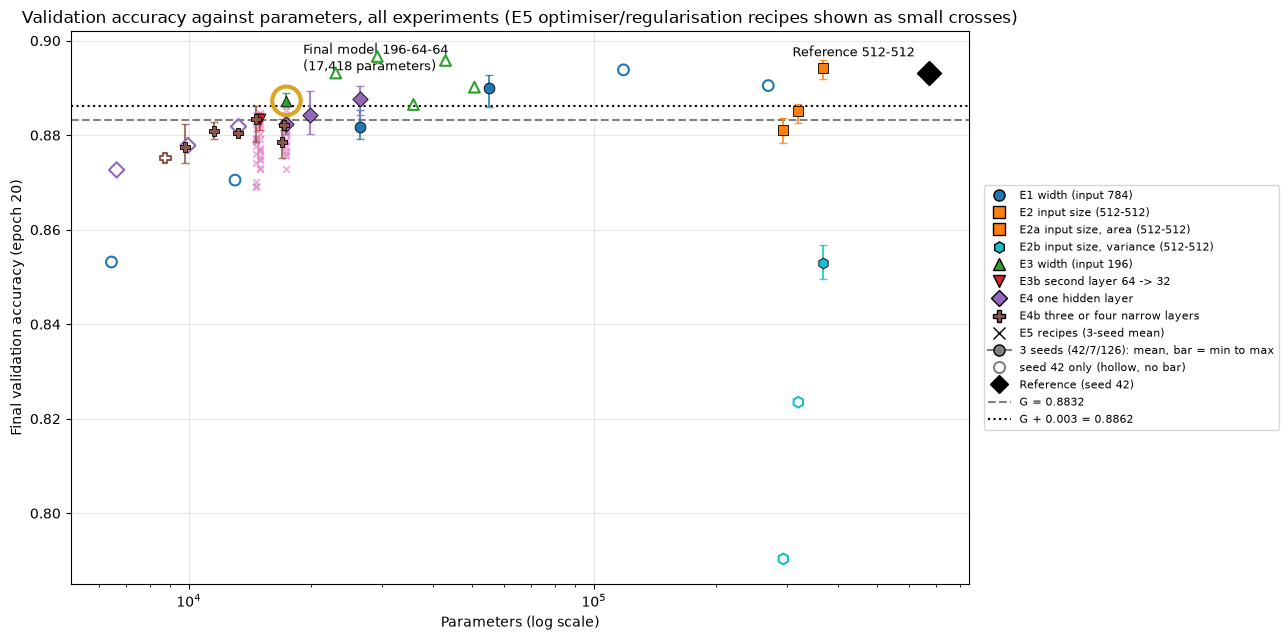 Validation accuracy against parameters, all experiments (E5 optimiser/regularisation recipes shown as small crosses)
Final validation accuracy (epoch 20)
0.90
0.88
0.86
0.84
0.82
0.80
Final model 196-64-64
(17,418 parameters)
Reference 512-512
10^4
10^5
Parameters (log scale)
E1 width (input 784)
E2 input size (512-512)
E2a input size, area (512-512)
E2b input size, variance (512-512)
E3 width (input 196)
E3b second layer 64 -> 32
E4 one hidden layer
E4b three or four narrow layers
E5 recipes (3-seed mean)
3 seeds (42/7/126): mean, bar = min to max
seed 42 only (hollow, no bar)
Reference (seed 42)
G = 0.8832
G + 0.003 = 0.8862